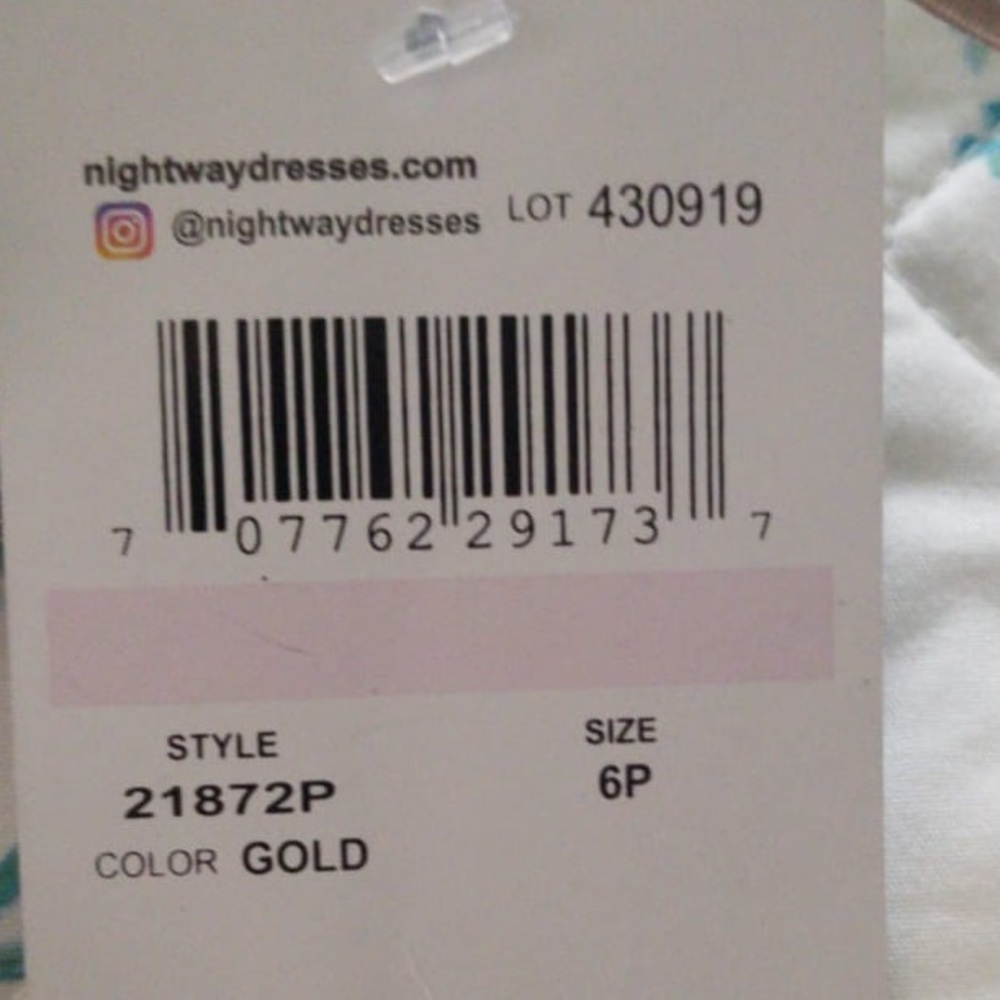 nightwaydresses.com
@nightwaydresses LOT 430919
7 07762 29173 7
STYLE SIZE
21872P 6P
COLOR GOLD